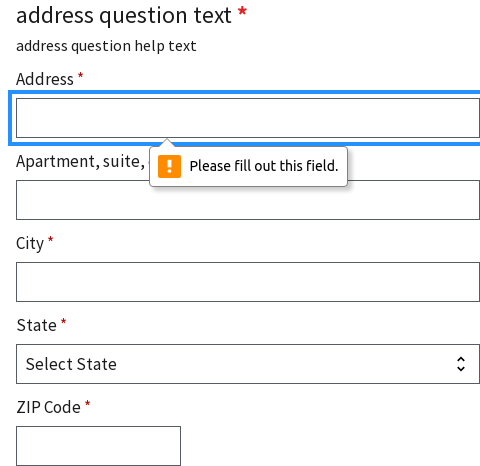 address question text *
address question help text
Address *
Please fill out this field.
Apartment, suite,
City *
State *
Select State
ZIP Code *